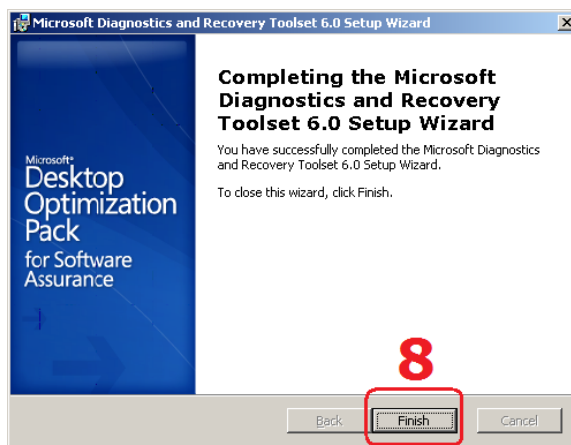 Microsoft Diagnostics and Recovery Toolset 6.0 Setup Wizard
Completing the Microsoft
Diagnostics and Recovery
Toolset 6.0 Setup Wizard
You have successfully completed the Microsoft Diagnostics
and Recovery Toolset 6.0 Setup Wizard.
To close this wizard, click Finish.
Microsoft®
Desktop
Optimization
Pack
for Software
Assurance
8
Back
Finish
Cancel